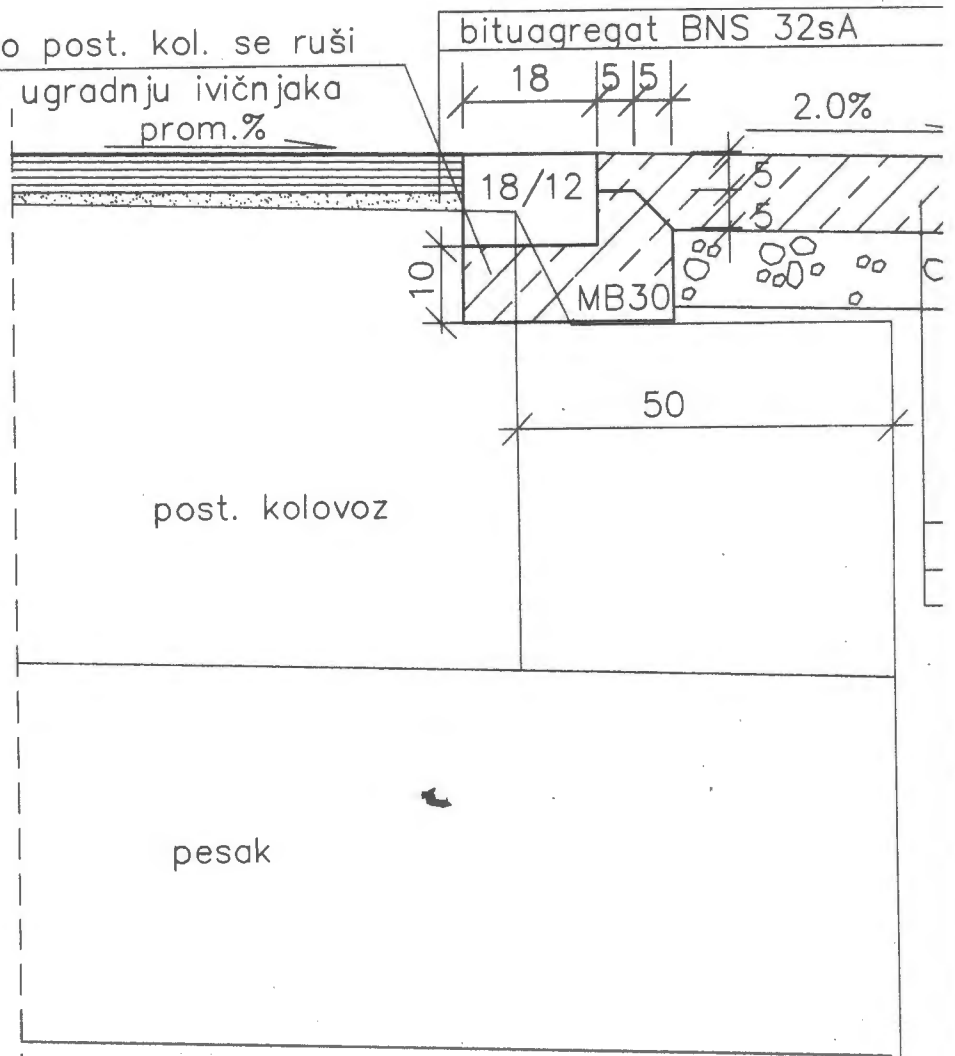 o post. kol. se ruši
ugradnju ivičnjaka
prom.%
bituagregat BNS 32sA
18
5
5
2.0%
18/12
5
5
10
MB30
50
post. kolovoz
pesak